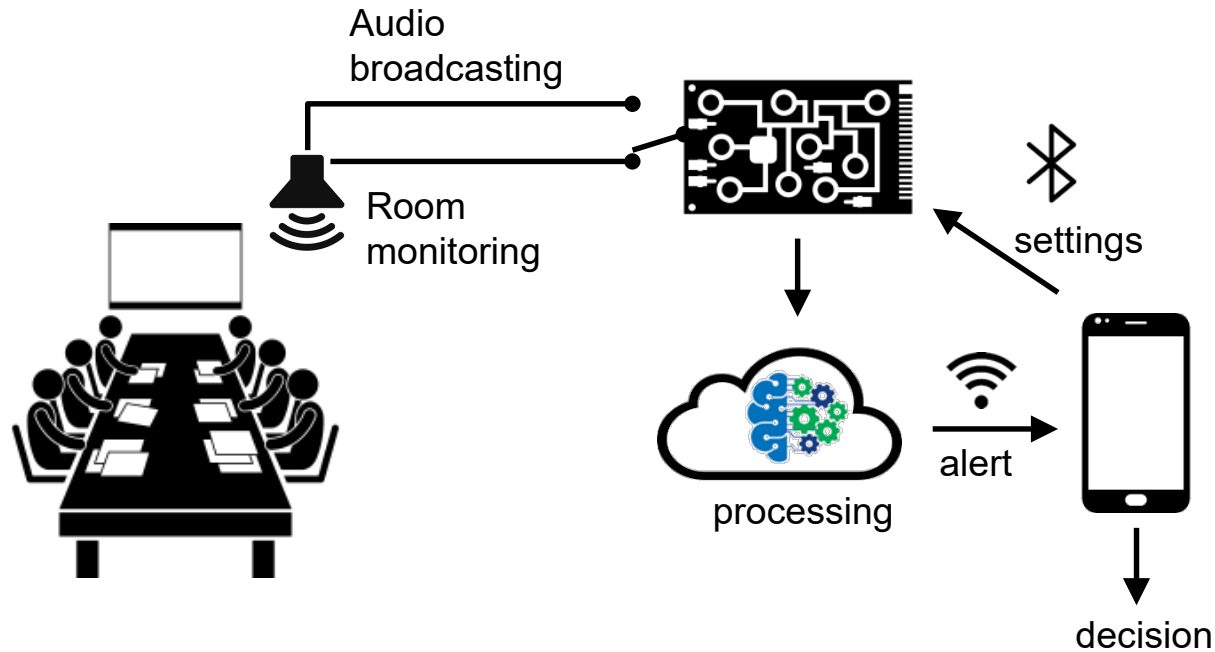 Audio
broadcasting
Room
monitoring
settings
alert
processing
decision